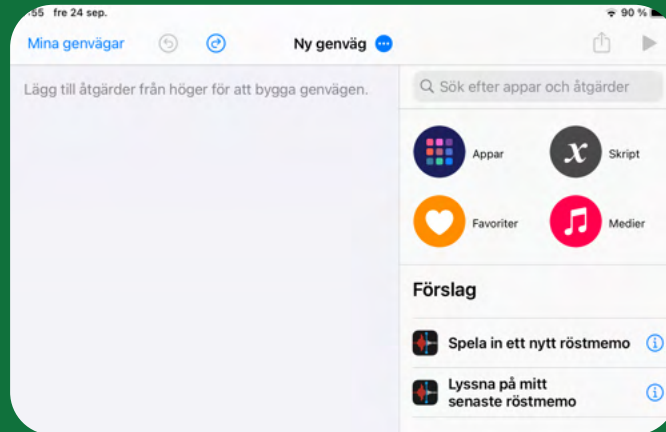 :55 fre 24 sep.
90 %
Mina genvägar
Ny genväg
Lägg till åtgärder från höger för att bygga genvägen.
Sök efter appar och åtgärder
Appar
Skript
Favoriter
Medier
Förslag
Spela in ett nytt röstmemo
Lyssna på mitt
senaste röstmemo